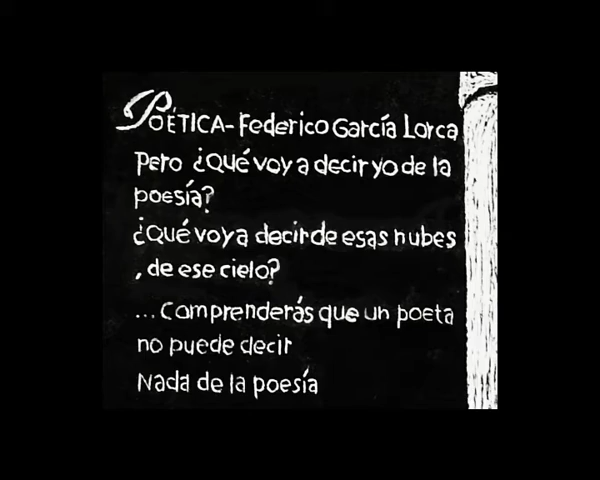 POÉTICA- Federico García Lorca
Pero ¿Qué voy a decir yo de la
poesía?
¿Qué voy a decir de esas nubes
, de ese cielo?
...Comprenderás que un poeta
no puede decir
Nada de la poesía